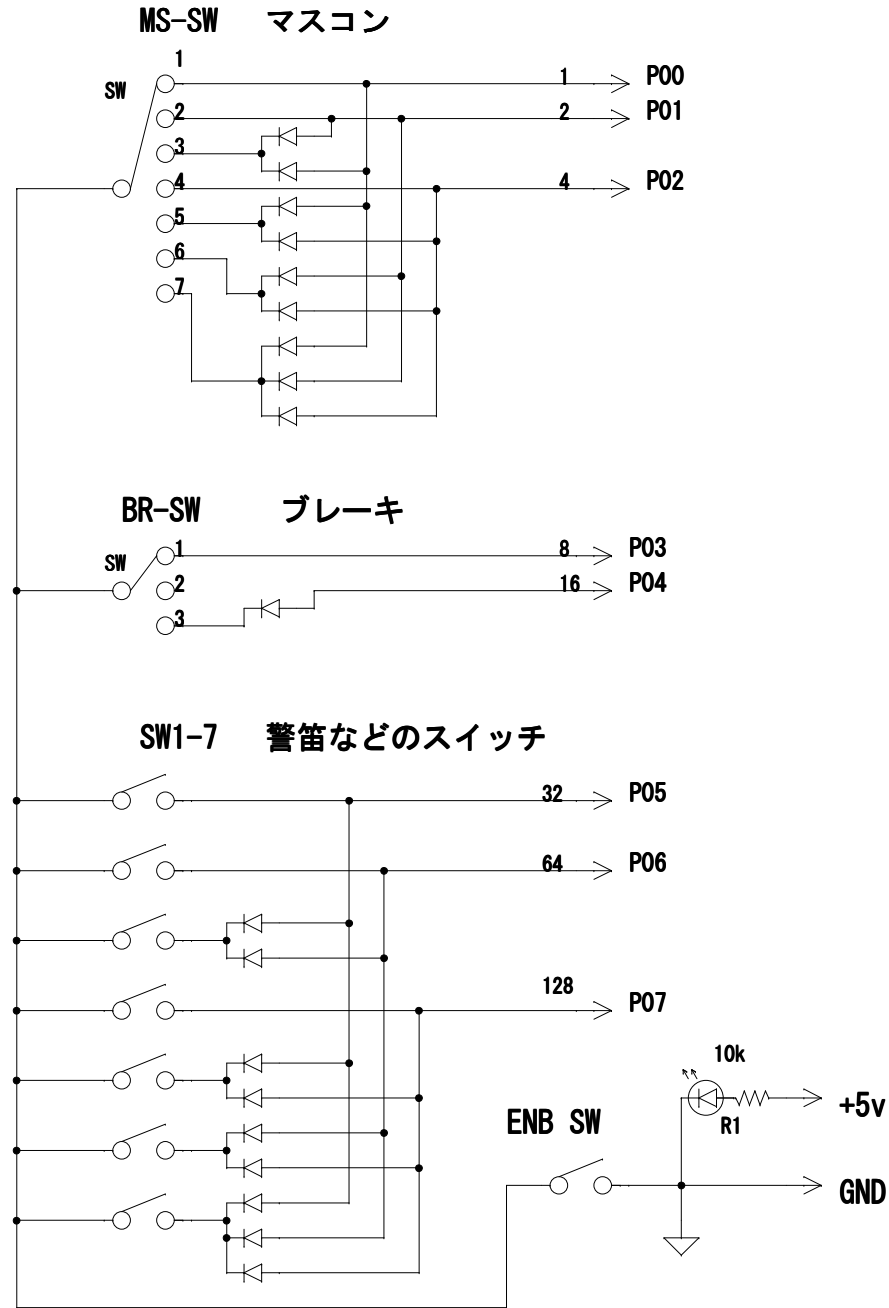 MS-SW マスコン
1
SW
1 P00
2
2 P01
3
4
4 P02
5
6
7
BR-SW ブレーキ
SW
1
8 P03
2
16 P04
3
SW1-7 警笛などのスイッチ
32 P05
64 P06
128
P07
10k
+5v
R1
ENB SW
GND